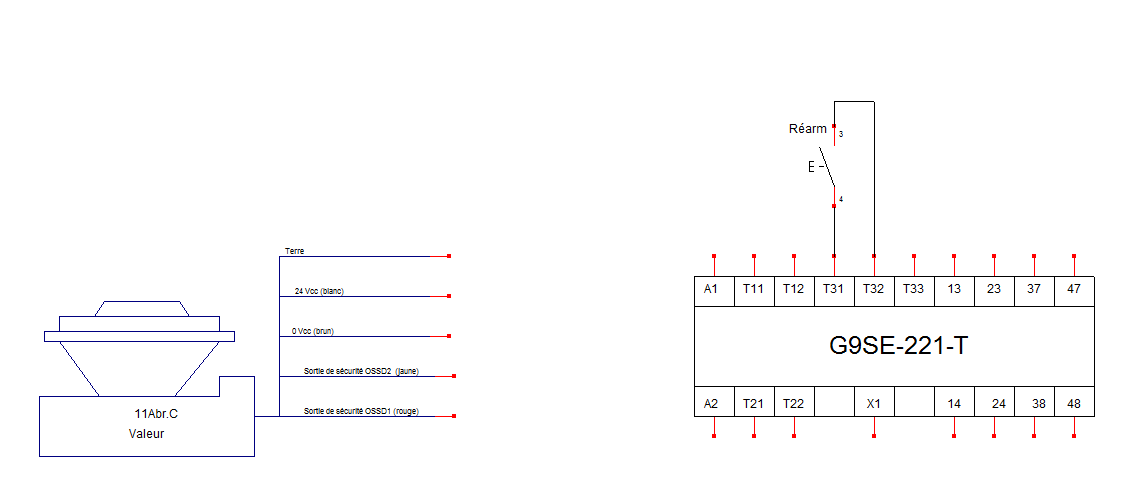 Réarm
3
E
4
Terre
24 Vcc (blanc)
0 Vcc (brun)
Sortie de sécurité OSSD2 (jaune)
Sortie de sécurité OSSD1 (rouge)
11Abr.C
Valeur
A1 T11 T12 T31 T32 T33 13 23 37 47
G9SE-221-T
A2 T21 T22 X1 14 24 38 48